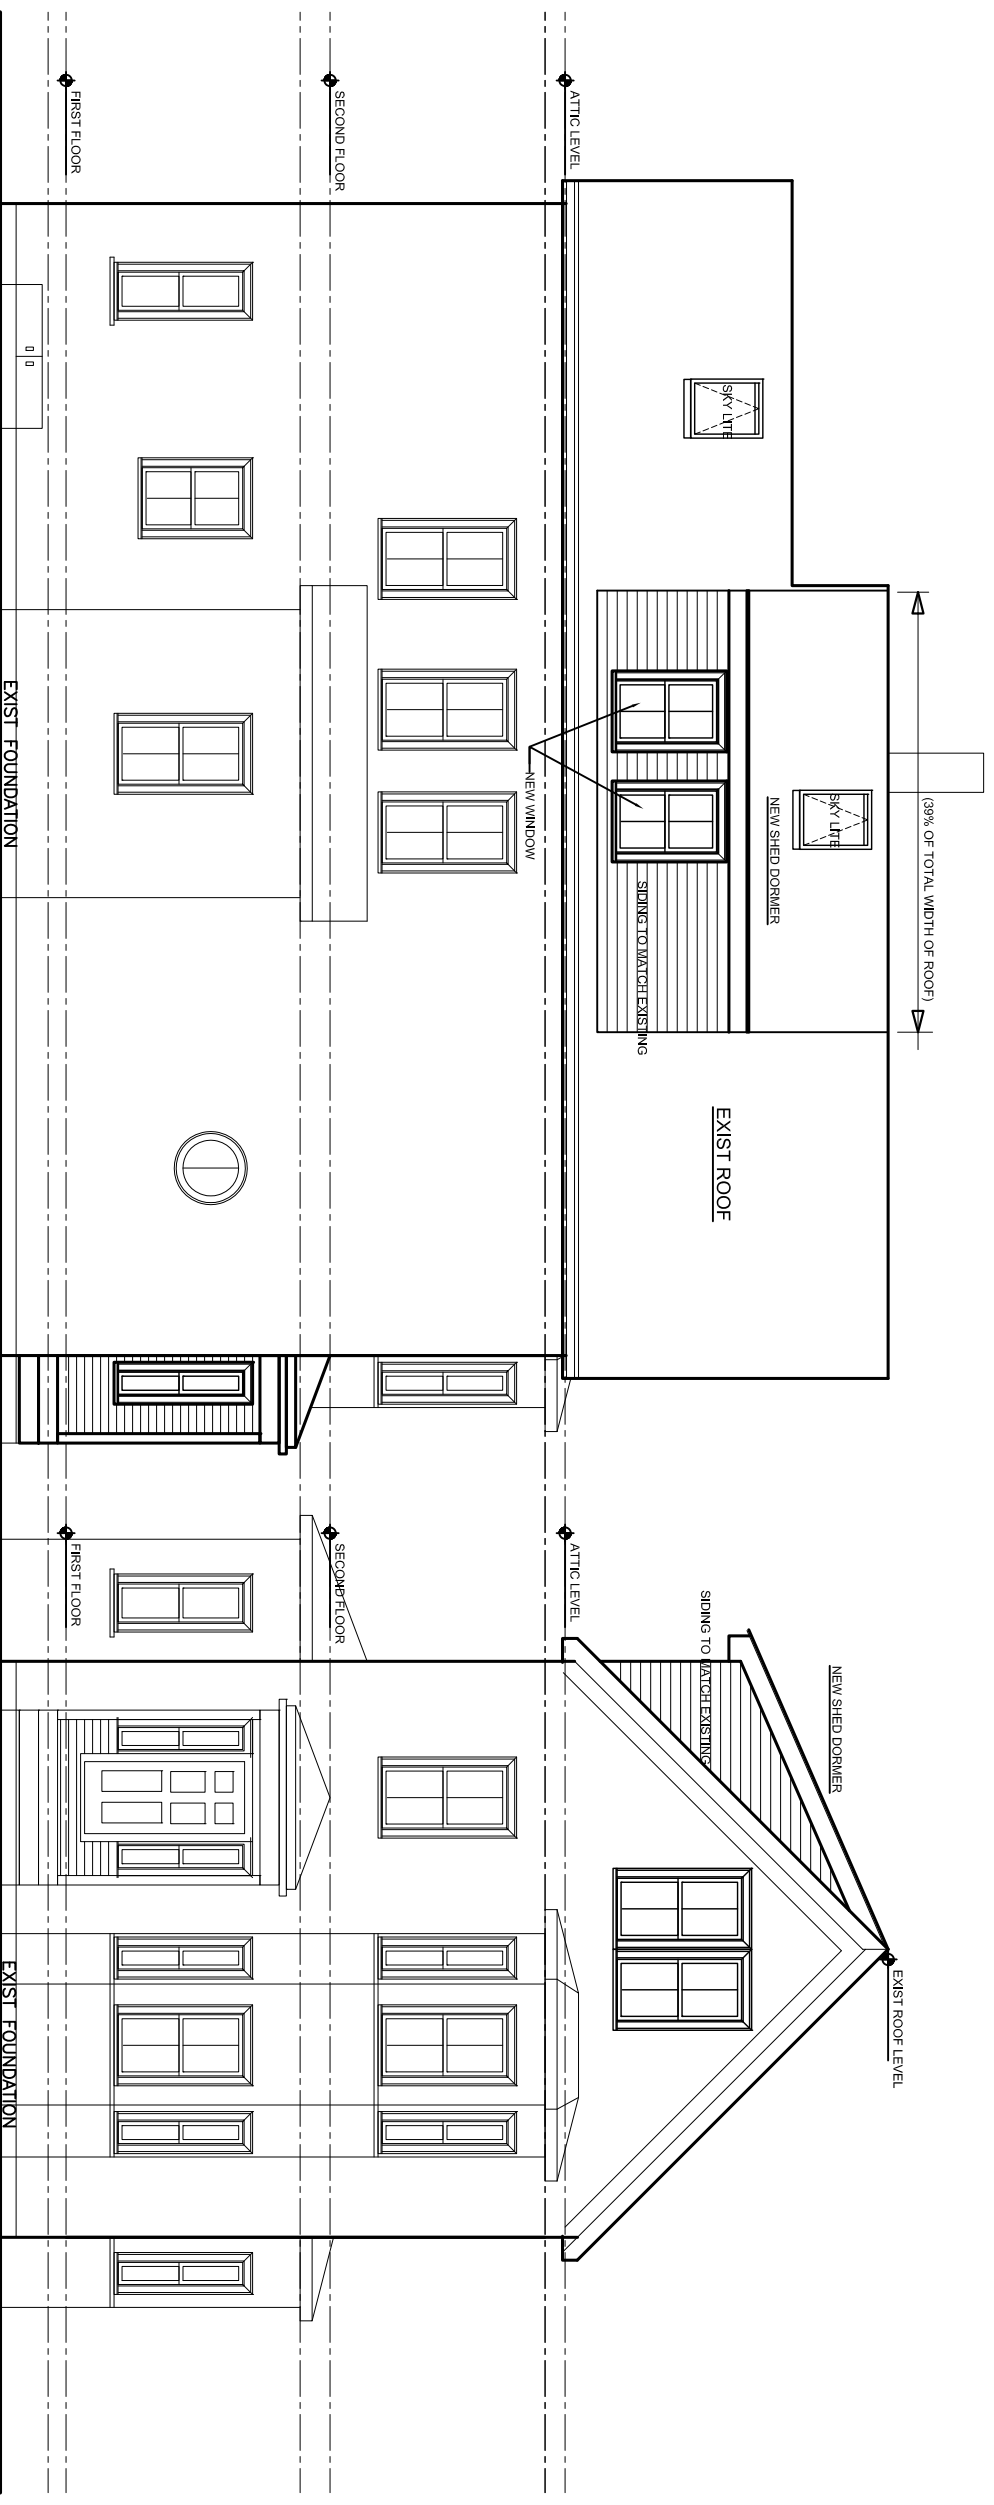 (39% OF TOTAL WIDTH OF ROOF)
SKY LITE
NEW SHED DORMER
SKY LITE
EXIST ROOF
SIDING TO MATCH EXISTING
ATTIC LEVEL
NEW WINDOW
SECOND FLOOR
FIRST FLOOR
EXIST FOUNDATION
EXIST ROOF LEVEL
NEW SHED DORMER
SIDING TO MATCH EXISTING
ATTIC LEVEL
SECOND FLOOR
FIRST FLOOR
EXIST FOUNDATION